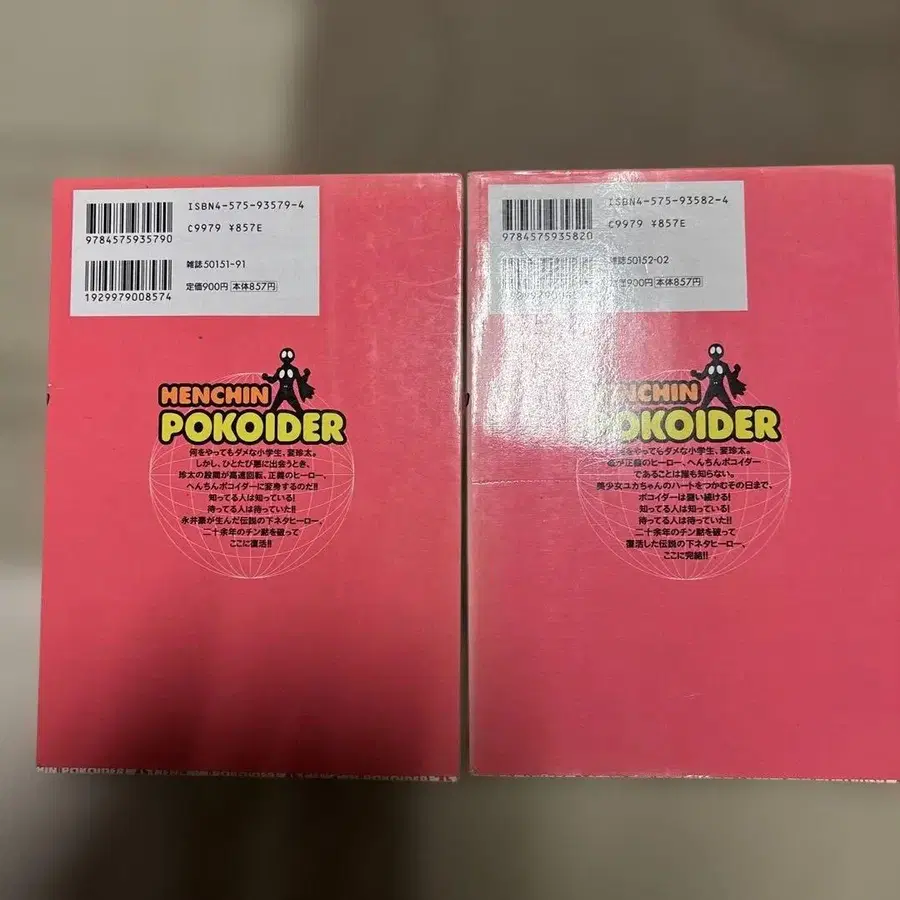 ISBN4-575-93579-4
C9979 ¥857E
9784575935790
雑誌50151-91
定価900円 本体857円
1929979008574
HENCHIN
POKOIDER
何をやってもダメな小学生、変珍太。
しかし、ひとたび悪に出会うとき、
珍太の股間が高速回転、正義のヒーロー、
へんちんポコイダーに変身するのだ!!
知ってる人は知っている!
待ってる人は待っていた!!
永井豪が生んだ伝説の下ネタヒーロー、
二十余年のチン黙を破って
ここに復活!!
KIN POKOIDER
ISBN4-575-93582-4
C9979 ¥857E
9784575935820
雑誌50152-02
900円 本体857円
1929979
HENCHIN
POKOIDER
何をやってもダメな小学生、変珍太。
が正義のヒーロー、へんちんポコイダー
であることは誰も知らない。
美少女ユカちゃんのハートをつかむその日まで、
ポコイダーは闘い続ける!
知ってる人は知っている!
待ってる人は待っていた!!
二十余年のチン黙を破って
復活した伝説の下ネタヒーロー、
ここに完結!!